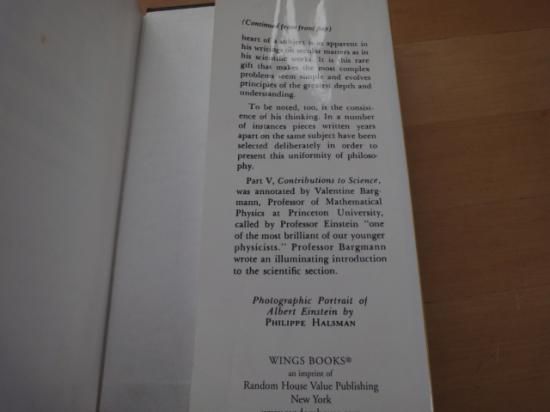 (Continued from front flap)
heart of a subject is as apparent in
his writings on secular matters as in
his scientific works. It is this rare
gift that makes the most complex
problems seem simple and evolves
principles of the greatest depth and
understanding.
To be noted, too, is the consist-
ence of his thinking. In a number
of instances pieces written years
apart on the same subject have been
selected deliberately in order to
present this uniformity of philoso-
phy.
Part V, Contributions to Science,
was annotated by Valentine Barg-
mann, Professor of Mathematical
Physics at Princeton University,
called by Professor Einstein "one
of the most brilliant of our younger
physicists." Professor Bargmann
wrote an illuminating introduction
to the scientific section.
Photographic Portrait of
Albert Einstein by
PHILIPPE HALSMAN
WINGS BOOKS®
an imprint of
Random House Value Publishing
New York